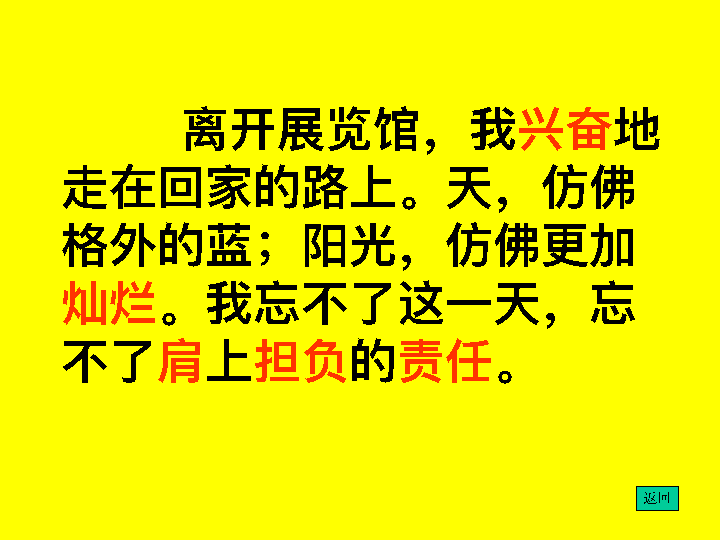 离开展览馆，我兴奋地
走在回家的路上。天，仿佛
格外的蓝；阳光，仿佛更加
灿烂。我忘不了这一天，忘
不了肩上担负的责任。
返回